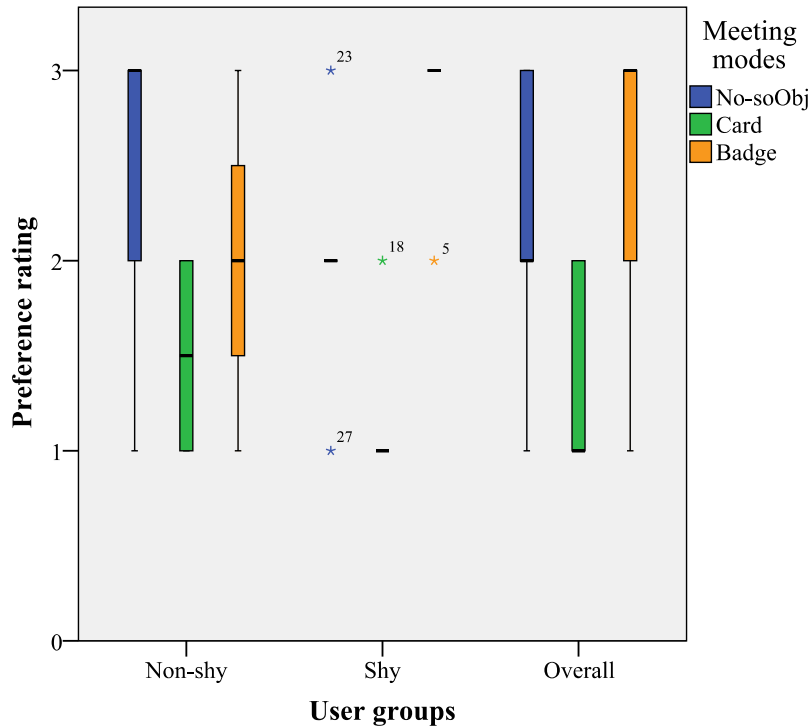 Meeting
modes
No-soObj
Card
Badge
Preference rating
3
2
1
0
23
18
5
27
Non-shy
Shy
Overall
User groups